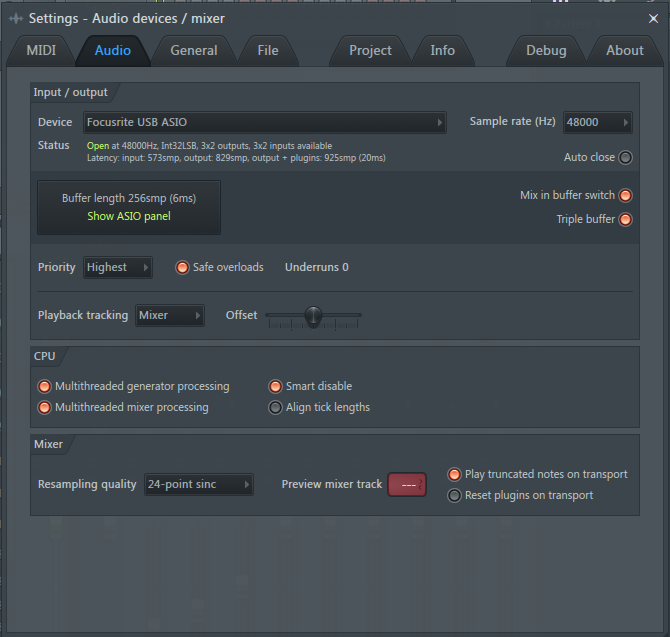 Settings - Audio devices / mixer
MIDI Audio General File Project Info Debug About
Input / output
Device Focusrite USB ASIO Sample rate (Hz) 48000
Status Open at 48000Hz, Int32LSB, 3x2 outputs, 3x2 inputs available
Latency: input: 573smp, output: 829smp, output + plugins: 925smp (20ms)
Auto close
Buffer length 256smp (6ms)
Show ASIO panel
Mix in buffer switch
Triple buffer
Priority Highest Safe overloads Underruns 0
Playback tracking Mixer Offset
CPU
Multithreaded generator processing Smart disable
Multithreaded mixer processing Align tick lengths
Mixer
Resampling quality 24-point sinc Preview mixer track --- Play truncated notes on transport
Reset plugins on transport